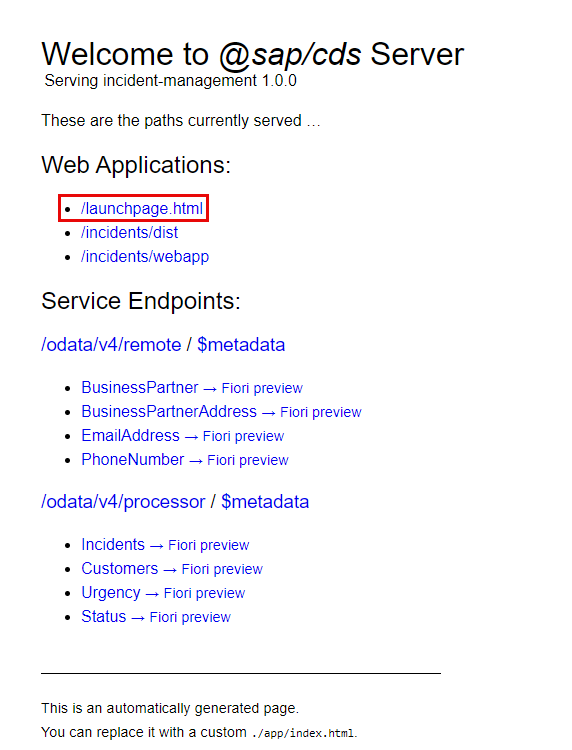 Welcome to @sap/cds Server
Serving incident-management 1.0.0
These are the paths currently served …
Web Applications:
/launchpage.html
/incidents/dist
/incidents/webapp
Service Endpoints:
/odata/v4/remote / $metadata
BusinessPartner → Fiori preview
BusinessPartnerAddress → Fiori preview
EmailAddress → Fiori preview
PhoneNumber → Fiori preview
/odata/v4/processor / $metadata
Incidents → Fiori preview
Customers → Fiori preview
Urgency → Fiori preview
Status → Fiori preview
This is an automatically generated page.
You can replace it with a custom ./app/index.html.